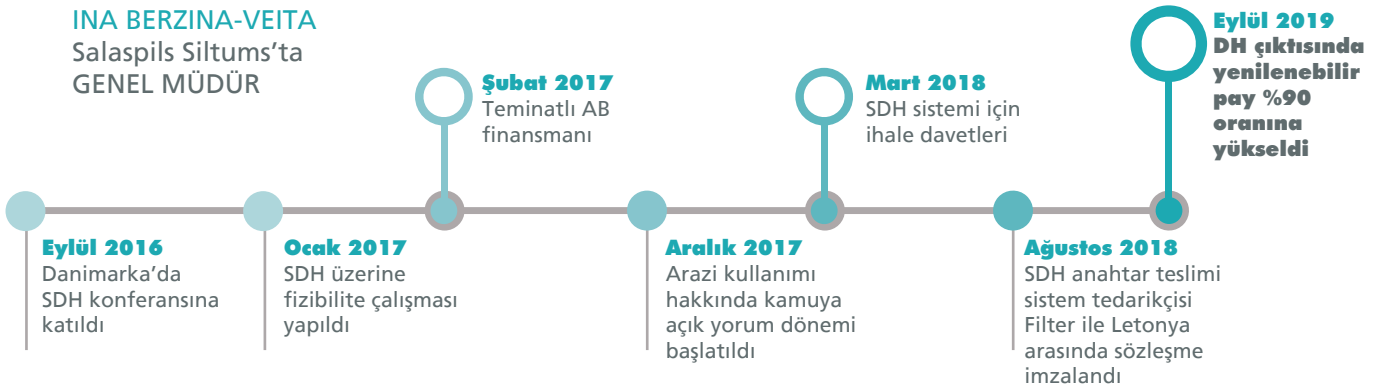 INA BERZINA-VEITA
Salaspils Siltums’ta
GENEL MÜDÜR
Eylül 2016
Danimarka’da
SDH konferansına
katıldı
Ocak 2017
SDH üzerine
fizibilite çalışması
yapıldı
Şubat 2017
Teminatlı AB
finansmanı
Aralık 2017
Arazi kullanımı
hakkında kamuya
açık yorum dönemi
başlatıldı
Mart 2018
SDH sistemi için
ihale davetleri
Ağustos 2018
SDH anahtar teslimi
sistem tedarikçisi
Filter ile Letonya
arasında sözleşme
imzalandı
Eylül 2019
DH çıktısında
yenilenebilir
pay %90
oranına
yükseldi